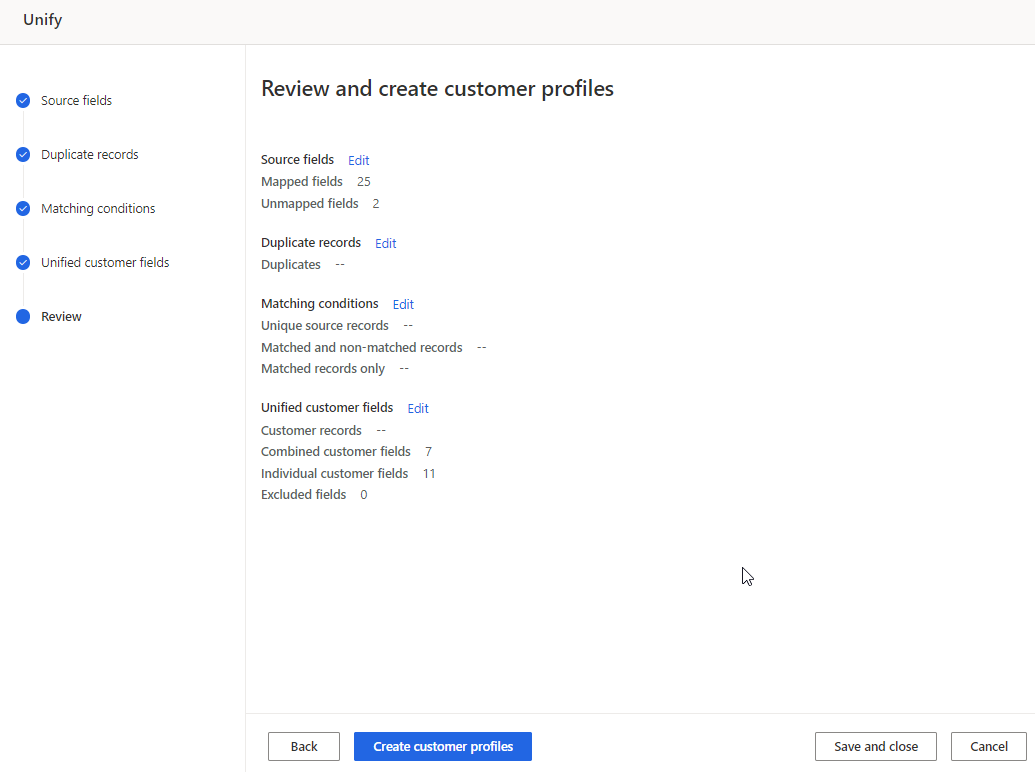 Unify
Source fields
Duplicate records
Matching conditions
Unified customer fields
Review
Review and create customer profiles
Source fields Edit
Mapped fields 25
Unmapped fields 2
Duplicate records Edit
Duplicates --
Matching conditions Edit
Unique source records --
Matched and non-matched records --
Matched records only --
Unified customer fields Edit
Customer records --
Combined customer fields 7
Individual customer fields 11
Excluded fields 0
Back Create customer profiles Save and close Cancel